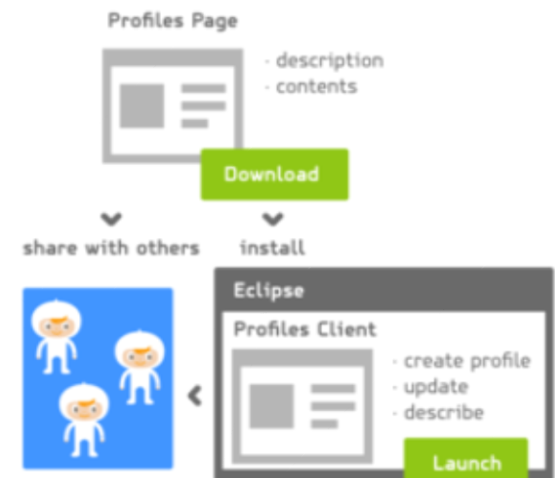 Profiles Page
· description
· contents
Download
share with others
install
Eclipse
Profiles Client
· create profile
· update
· describe
Launch